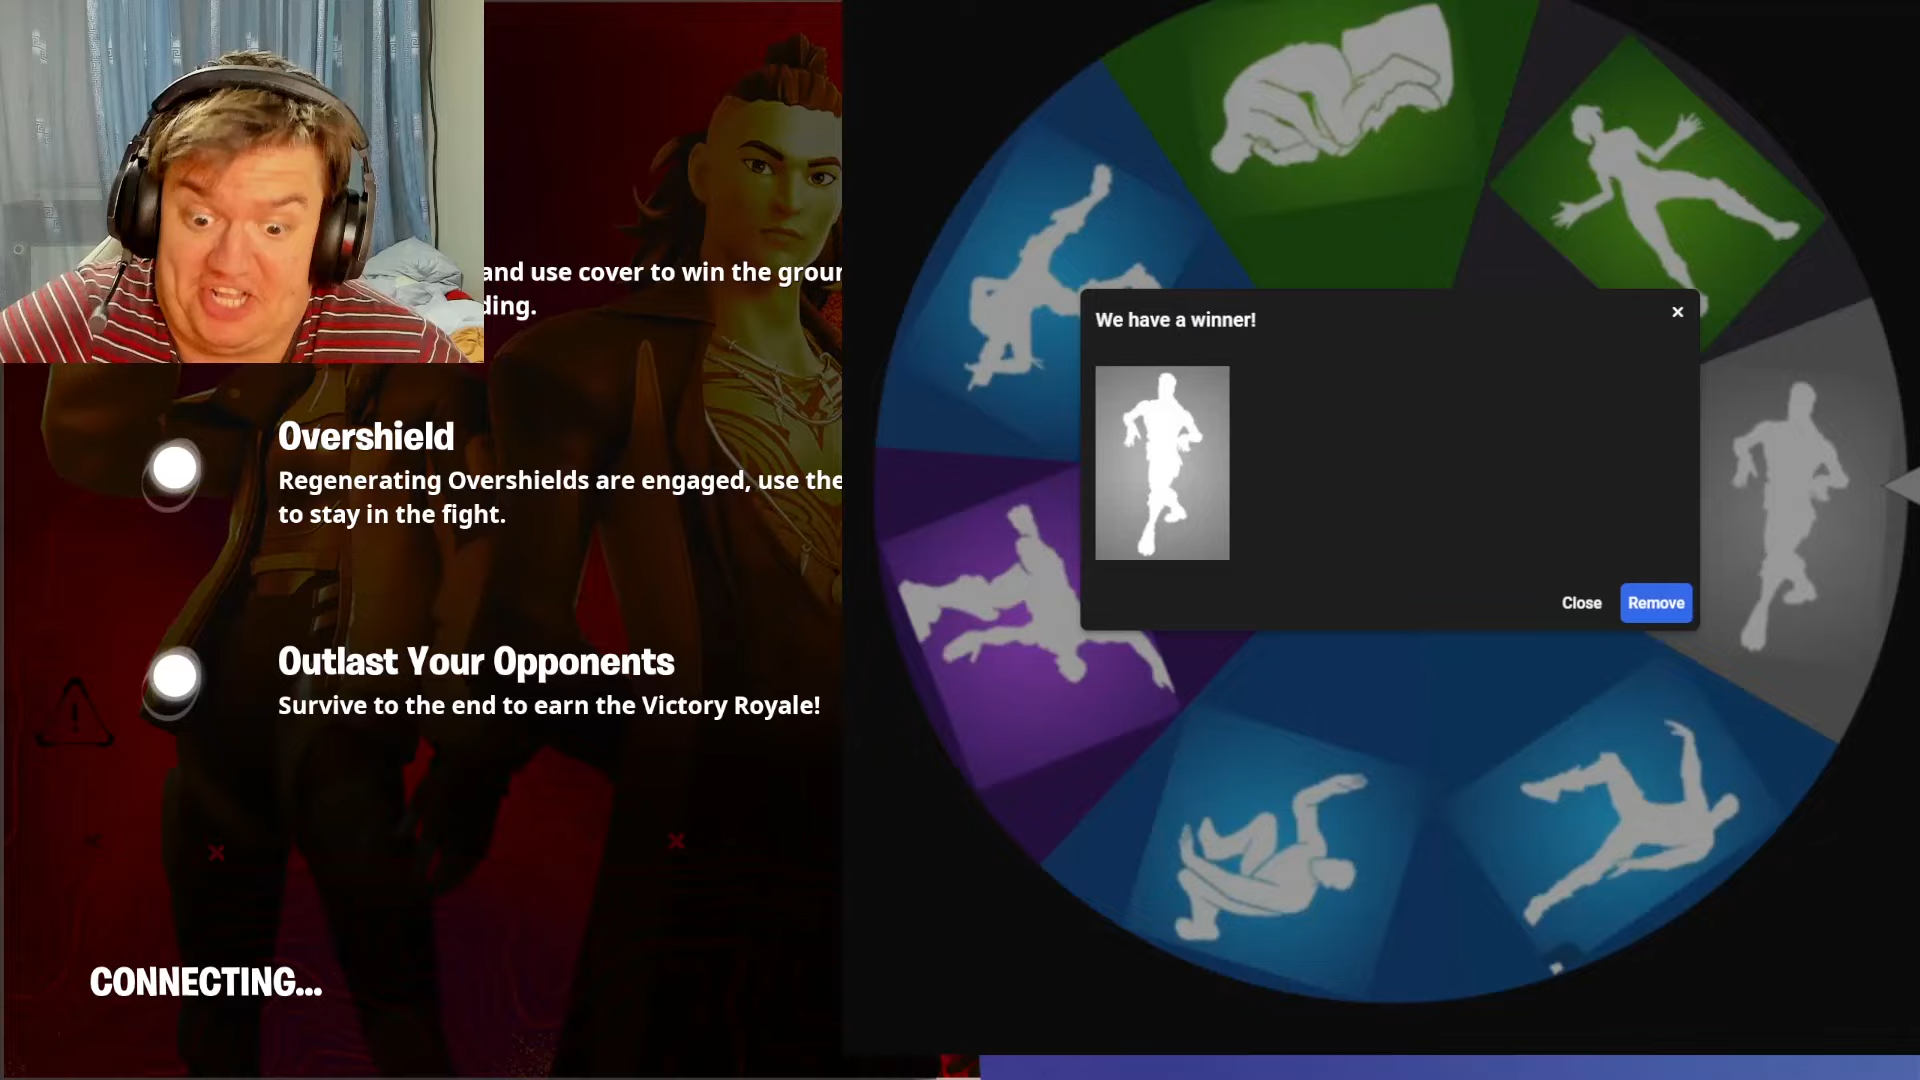 and use cover to win the groun
ding.
Overshield
Regenerating Overshields are engaged, use the
to stay in the fight.
Outlast Your Opponents
Survive to the end to earn the Victory Royale!
CONNECTING...
We have a winner!
Close
Remove